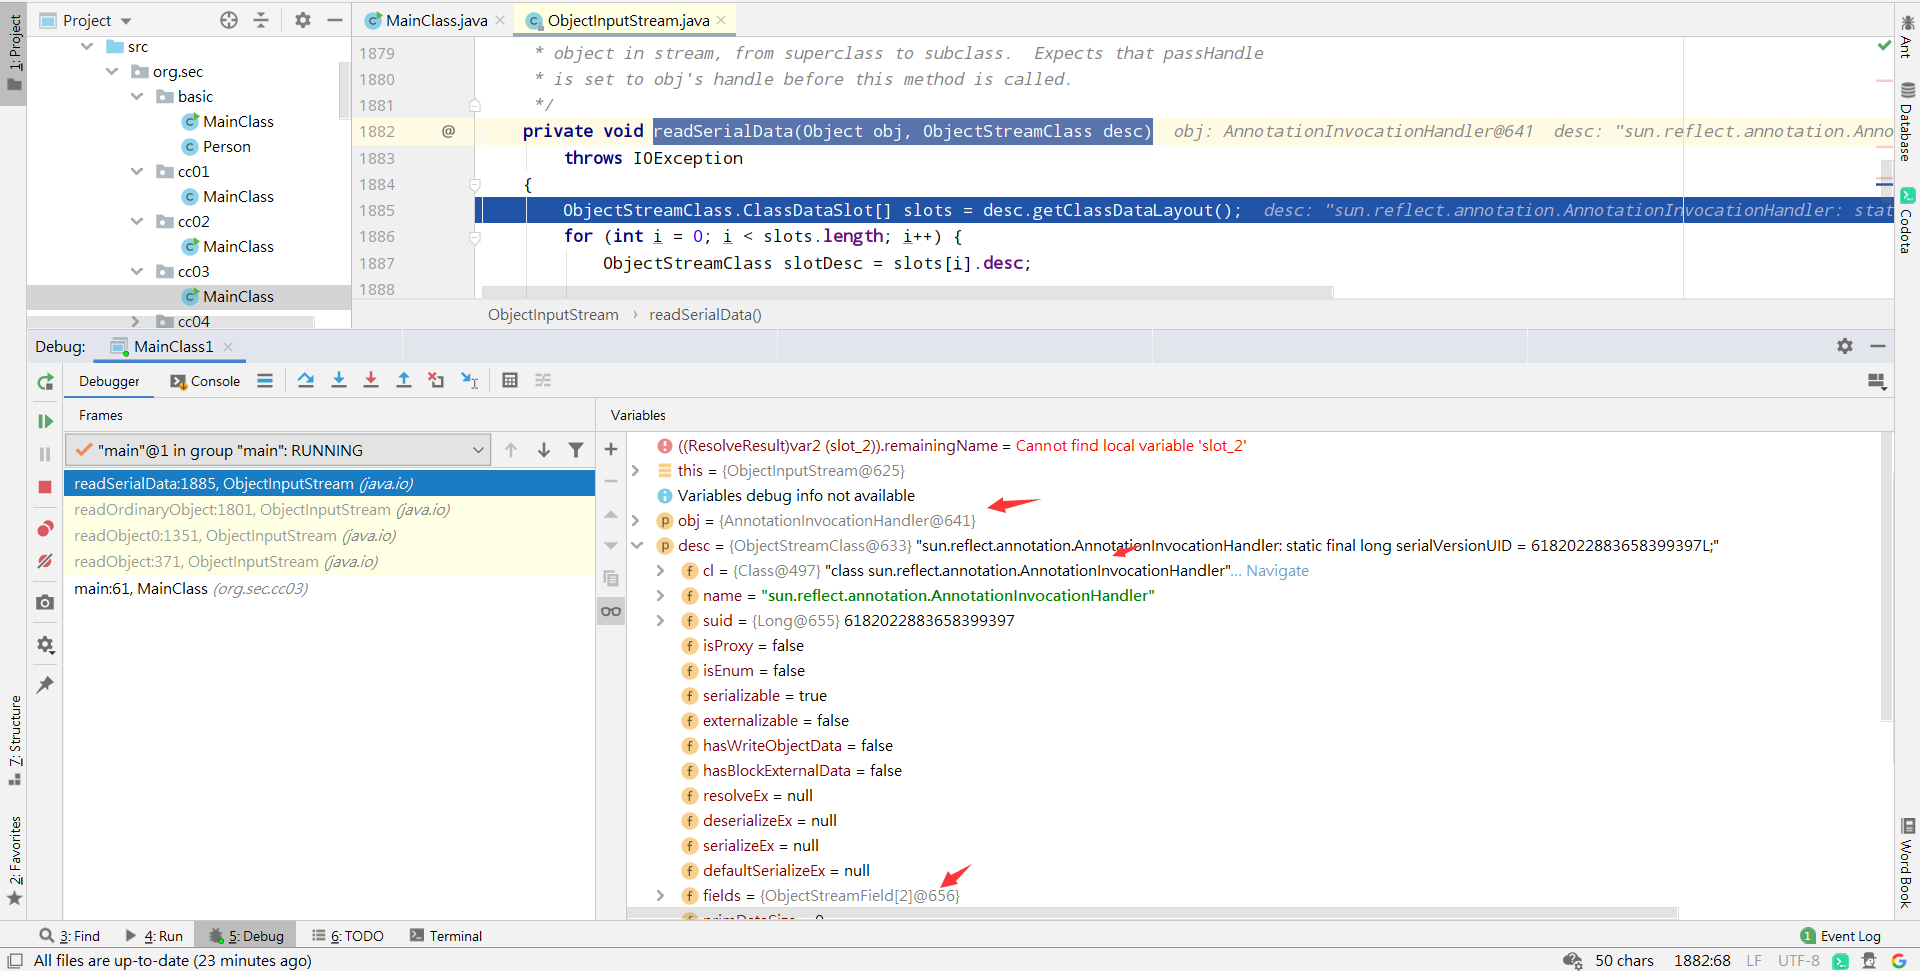 Project
MainClass.java
ObjectInputStream.java
1: Project
src
org.sec
basic
MainClass
Person
cc01
MainClass
cc02
MainClass
cc03
MainClass
cc04
1879 * object in stream, from superclass to subclass.  Expects that passHandle
1880 * is set to obj's handle before this method is called.
1881 */
1882 @ private void readSerialData(Object obj, ObjectStreamClass desc) obj: AnnotationInvocationHandler@641 desc: "sun.reflect.annotation.Anno
1883 throws IOException
1884 {
1885 ObjectStreamClass.ClassDataSlot[] slots = desc.getClassDataLayout(); desc: "sun.reflect.annotation.AnnotationInvocationHandler: stat
1886 for (int i = 0; i < slots.length; i++) {
1887 ObjectStreamClass slotDesc = slots[i].desc;
1888
ObjectInputStream › readSerialData()
Ant
Database
Codota
Debug: MainClass1
Debugger Console
Frames
"main"@1 in group "main": RUNNING
readSerialData:1885, ObjectInputStream (java.io)
readOrdinaryObject:1801, ObjectInputStream (java.io)
readObject0:1351, ObjectInputStream (java.io)
readObject:371, ObjectInputStream (java.io)
main:61, MainClass (org.sec.cc03)
Variables
((ResolveResult)var2 (slot_2)).remainingName = Cannot find local variable 'slot_2'
this = {ObjectInputStream@625}
Variables debug info not available
obj = {AnnotationInvocationHandler@641}
desc = {ObjectStreamClass@633} "sun.reflect.annotation.AnnotationInvocationHandler: static final long serialVersionUID = 6182022883658399397L;"
cl = {Class@497} "class sun.reflect.annotation.AnnotationInvocationHandler"... Navigate
name = "sun.reflect.annotation.AnnotationInvocationHandler"
suid = {Long@655} 6182022883658399397
isProxy = false
isEnum = false
serializable = true
externalizable = false
hasWriteObjectData = false
hasBlockExternalData = false
resolveEx = null
deserializeEx = null
serializeEx = null
defaultSerializeEx = null
fields = {ObjectStreamField[2]@656}
primDataSize = 0
7: Structure
2: Favorites
Word Book
3: Find 4: Run 5: Debug 6: TODO Terminal
1 Event Log
All files are up-to-date (23 minutes ago)
50 chars 1882:68 LF UTF-8